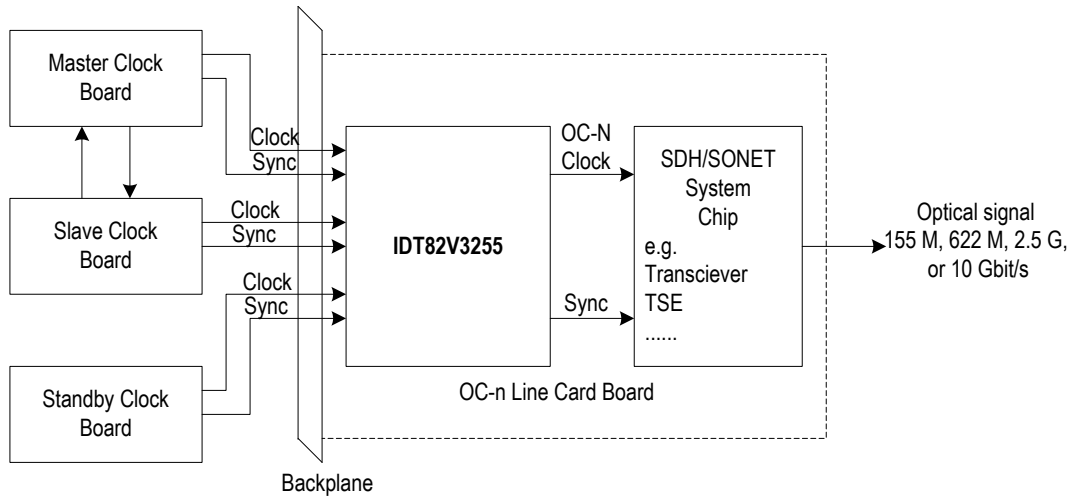 Master Clock
Board
Slave Clock
Board
Standby Clock
Board
Clock
Sync
Clock
Sync
Clock
Sync
Backplane
IDT82V3255
OC-N
Clock
Sync
SDH/SONET
System
Chip
e.g.
Transciever
TSE
......
OC-n Line Card Board
Optical signal
155 M, 622 M, 2.5 G,
or 10 Gbit/s